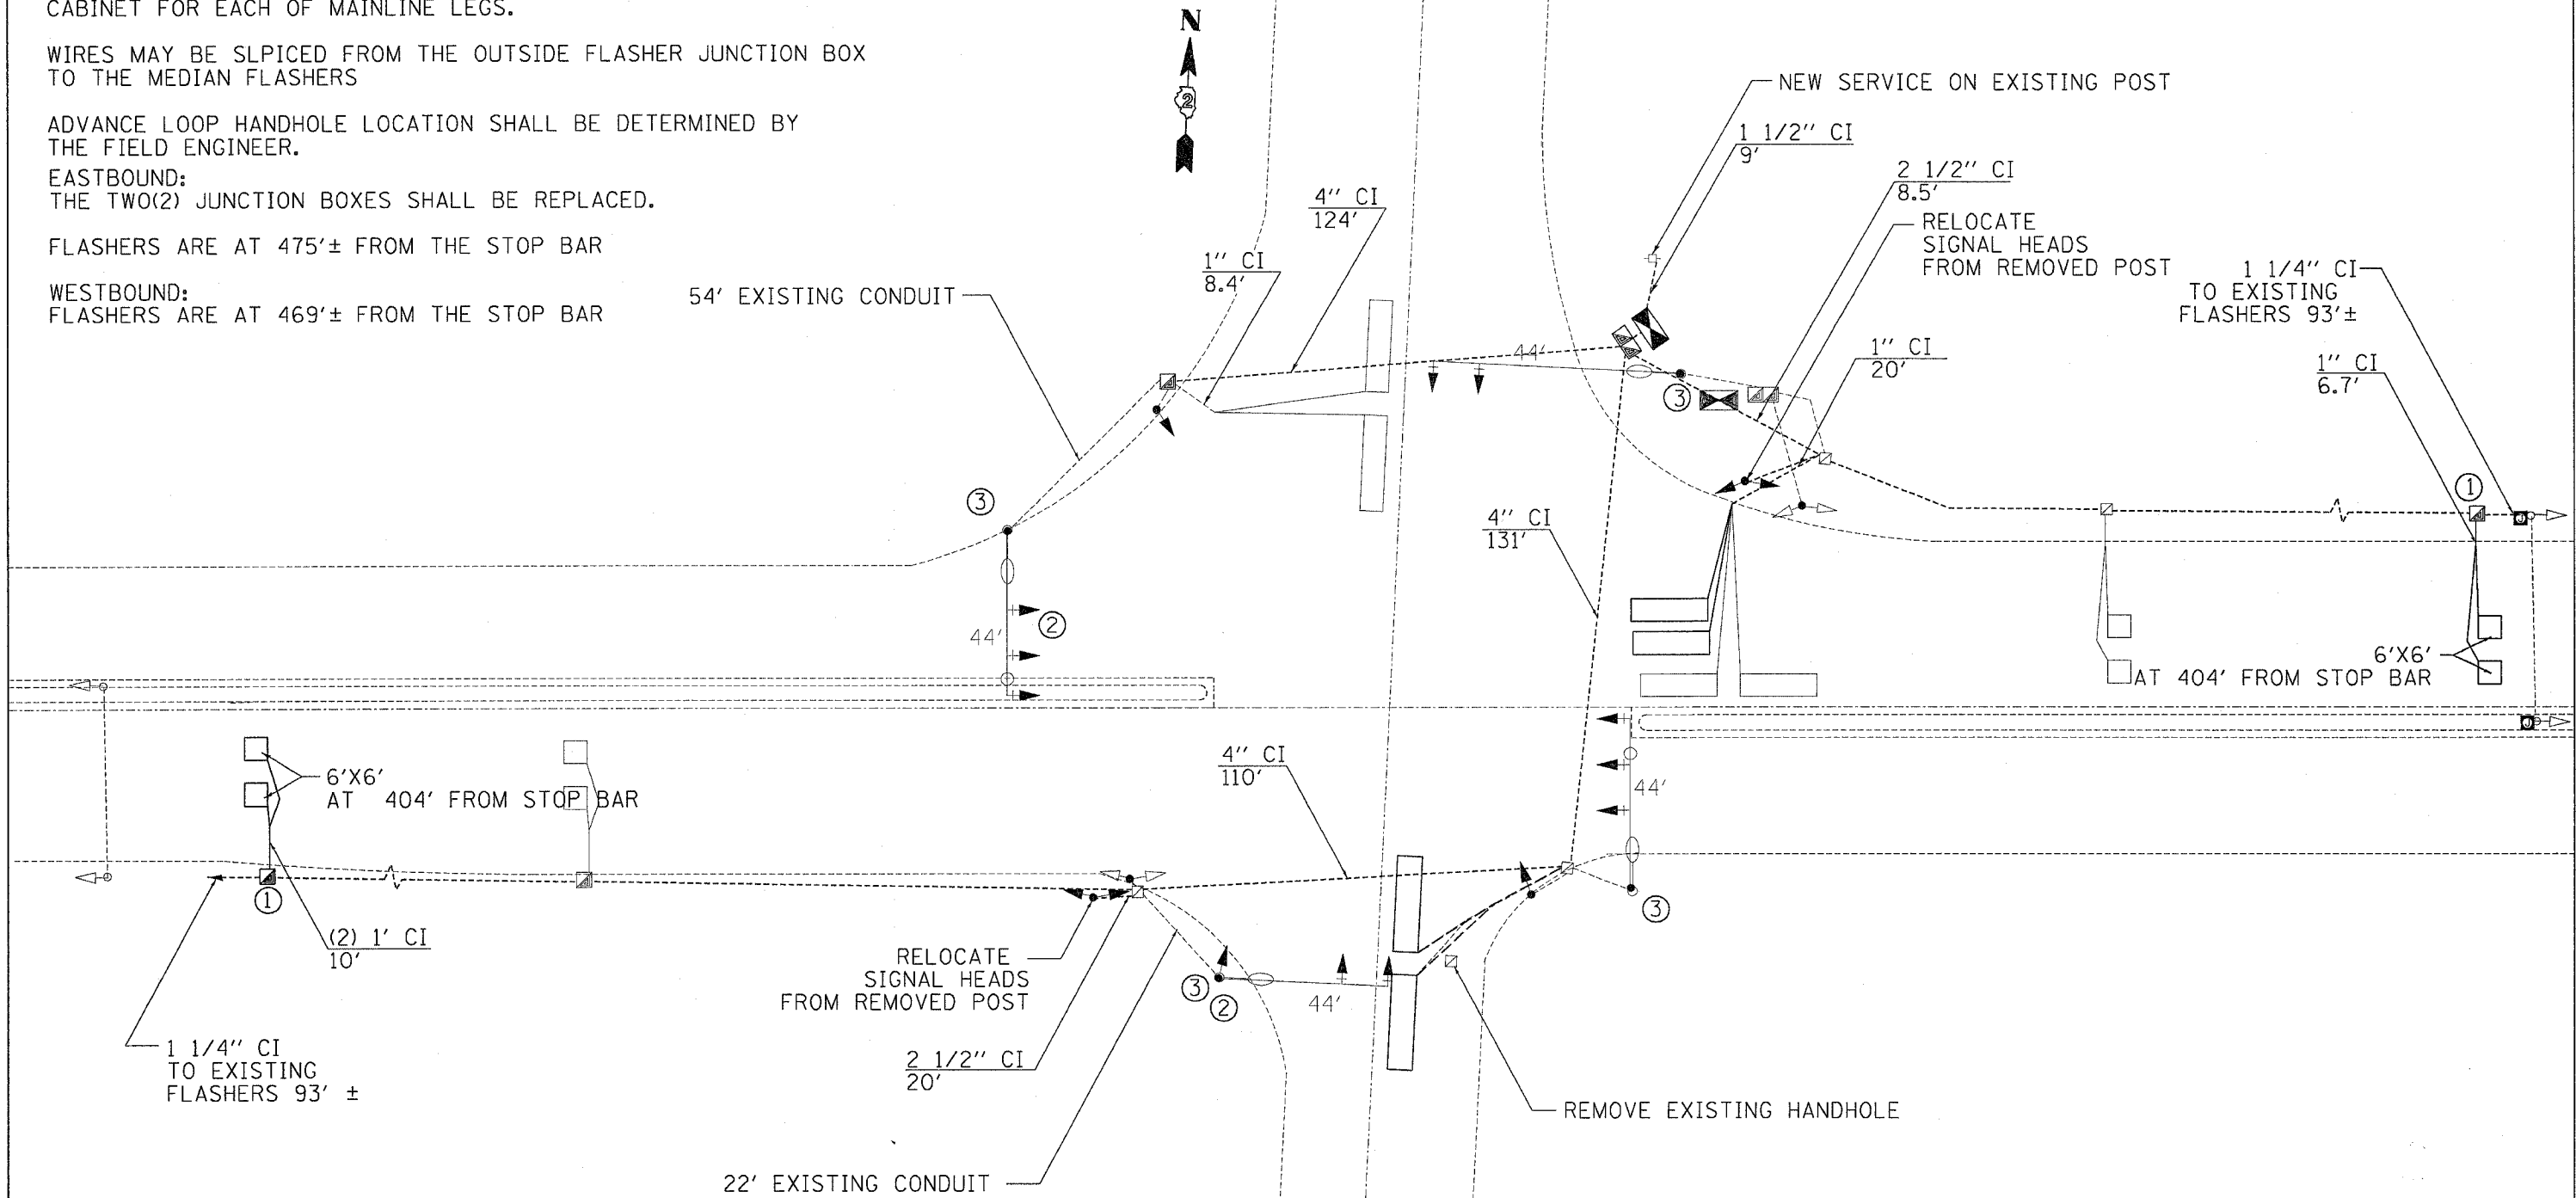 CABINET FOR EACH OF MAINLINE LEGS.
WIRES MAY BE SLPICED FROM THE OUTSIDE FLASHER JUNCTION BOX
TO THE MEDIAN FLASHERS
ADVANCE LOOP HANDHOLE LOCATION SHALL BE DETERMINED BY
THE FIELD ENGINEER.
EASTBOUND:
THE TWO(2) JUNCTION BOXES SHALL BE REPLACED.
FLASHERS ARE AT 475'± FROM THE STOP BAR
WESTBOUND:
FLASHERS ARE AT 469'± FROM THE STOP BAR
N
2
NEW SERVICE ON EXISTING POST
1 1/2" CI
9'
2 1/2" CI
8.5'
RELOCATE
SIGNAL HEADS
FROM REMOVED POST
1 1/4" CI
TO EXISTING
FLASHERS 93'±
4" CI
124'
1" CI
8.4'
54' EXISTING CONDUIT
44'
3
1" CI
20'
1" CI
6.7'
1
J
3
4" CI
131'
2
44'
6'X6'
AT 404' FROM STOP BAR
J
6'X6'
AT 404' FROM STOP BAR
4" CI
110'
44'
1
(2) 1' CI
10'
RELOCATE
SIGNAL HEADS
FROM REMOVED POST
3
2
44'
3
1 1/4" CI
TO EXISTING
FLASHERS 93' ±
2 1/2" CI
20'
REMOVE EXISTING HANDHOLE
22' EXISTING CONDUIT